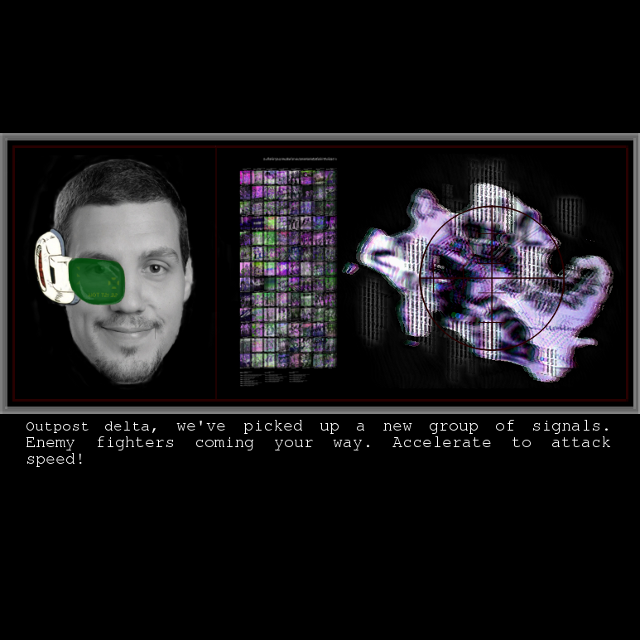 Outpost delta, we've picked up a new group of signals.
Enemy fighters coming your way. Accelerate to attack
speed!